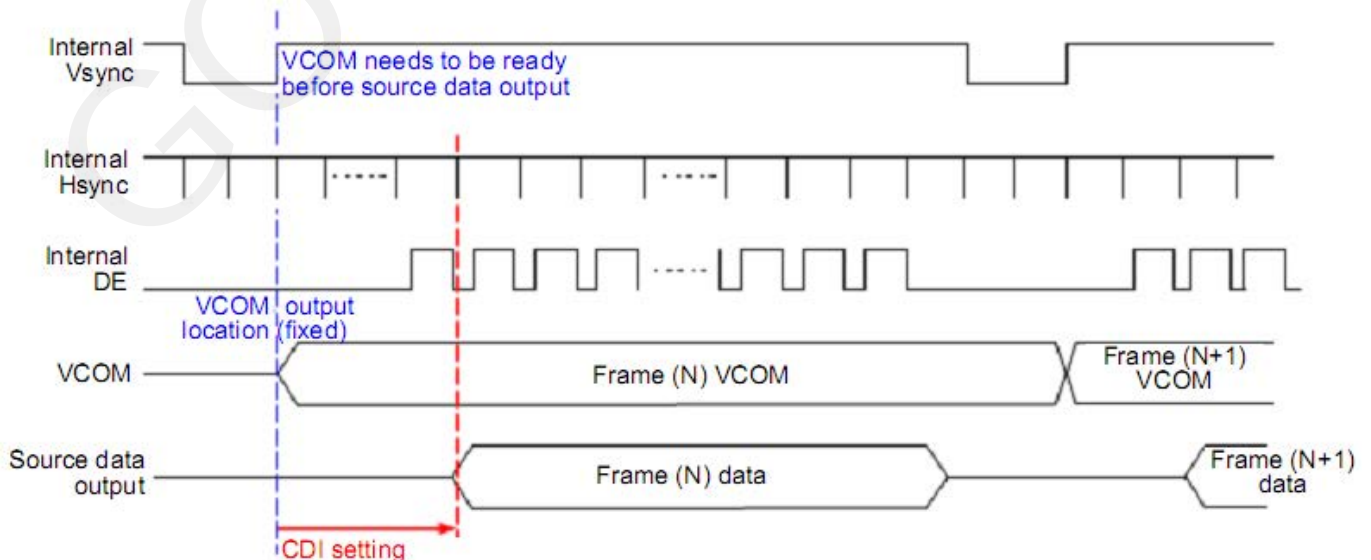 Internal
Vsync
VCOM needs to be ready
before source data output
Internal
Hsync
Internal
DE
VCOM output
location (fixed)
VCOM
Frame (N) VCOM
Frame (N+1)
VCOM
Source data
output
Frame (N) data
Frame (N+1)
data
CDI setting